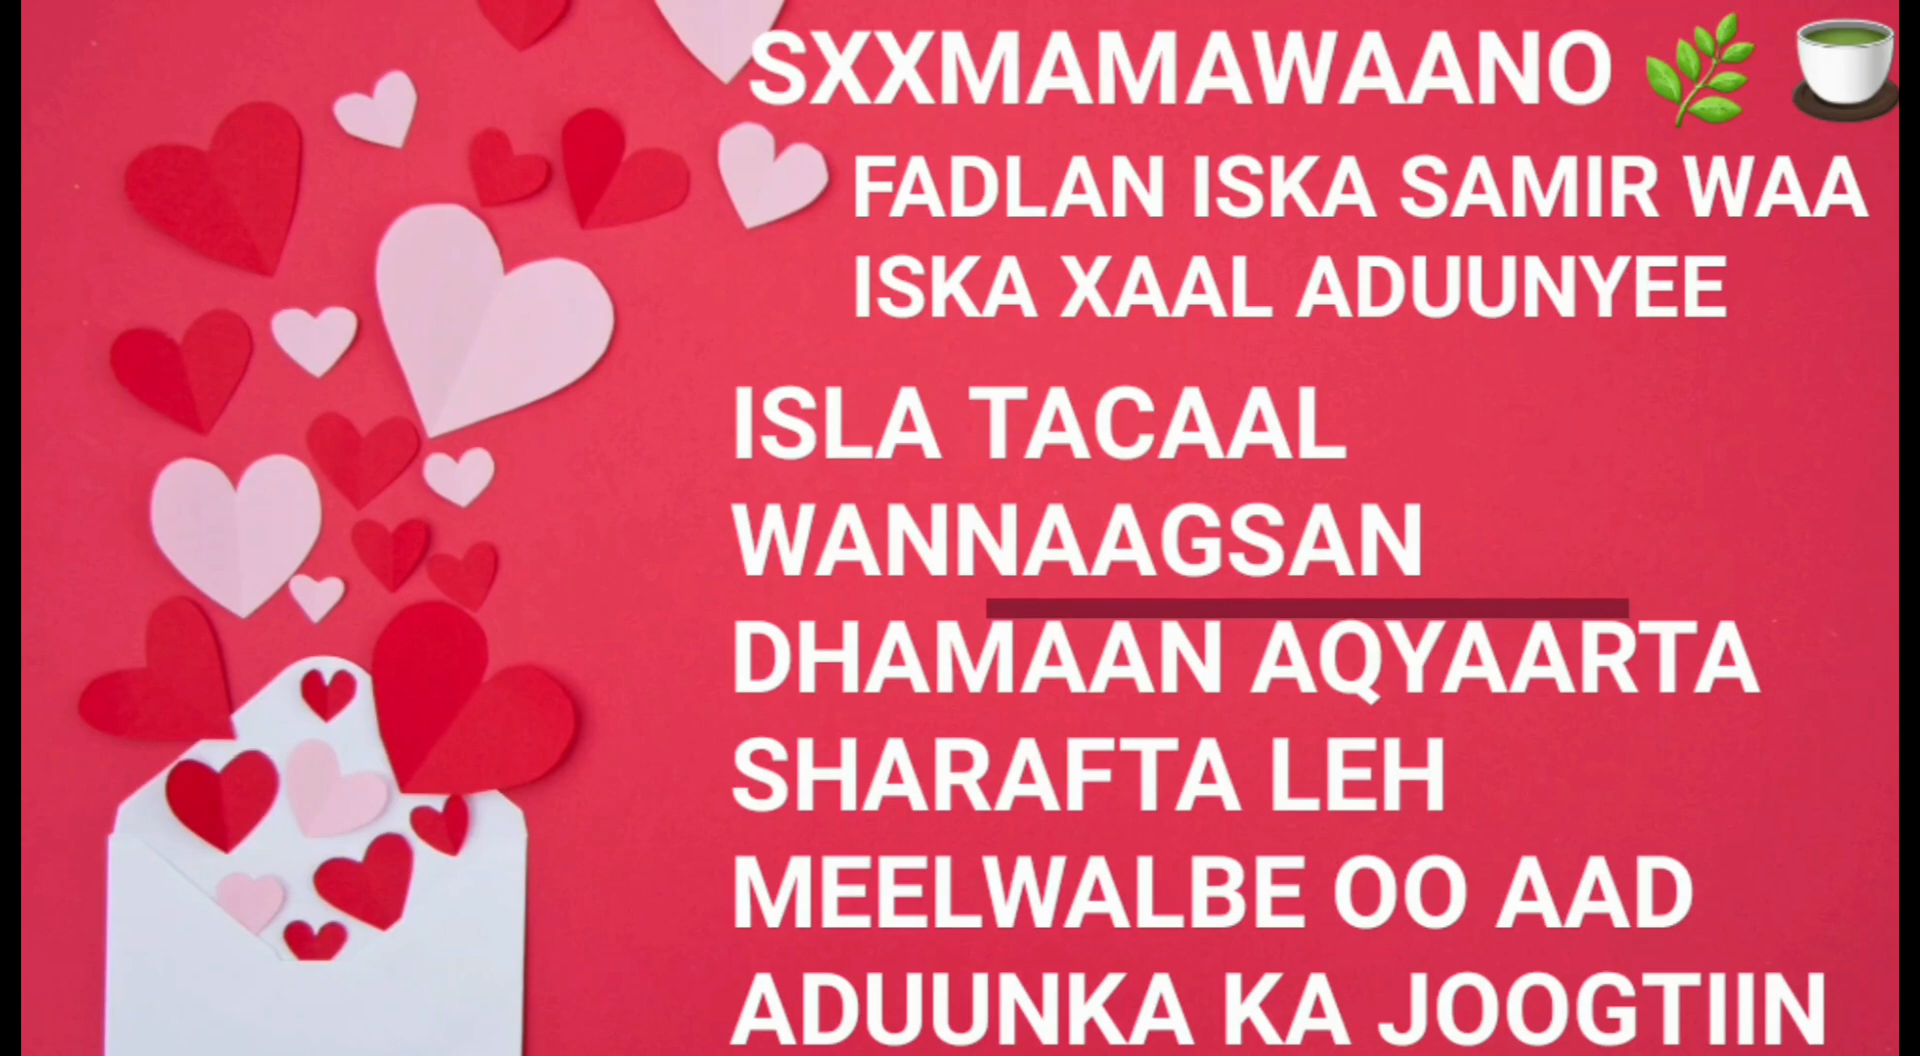 SXXMAMAWAANO 🌿 🍵
FADLAN ISKA SAMIR WAA
ISKA XAAL ADUUNYEE
ISLA TACAAL
WANNAAGSAN
DHAMAAN AQYAARTA
SHARAFTA LEH
MEELWALBE OO AAD
ADUUNKA KA JOOGTIIN